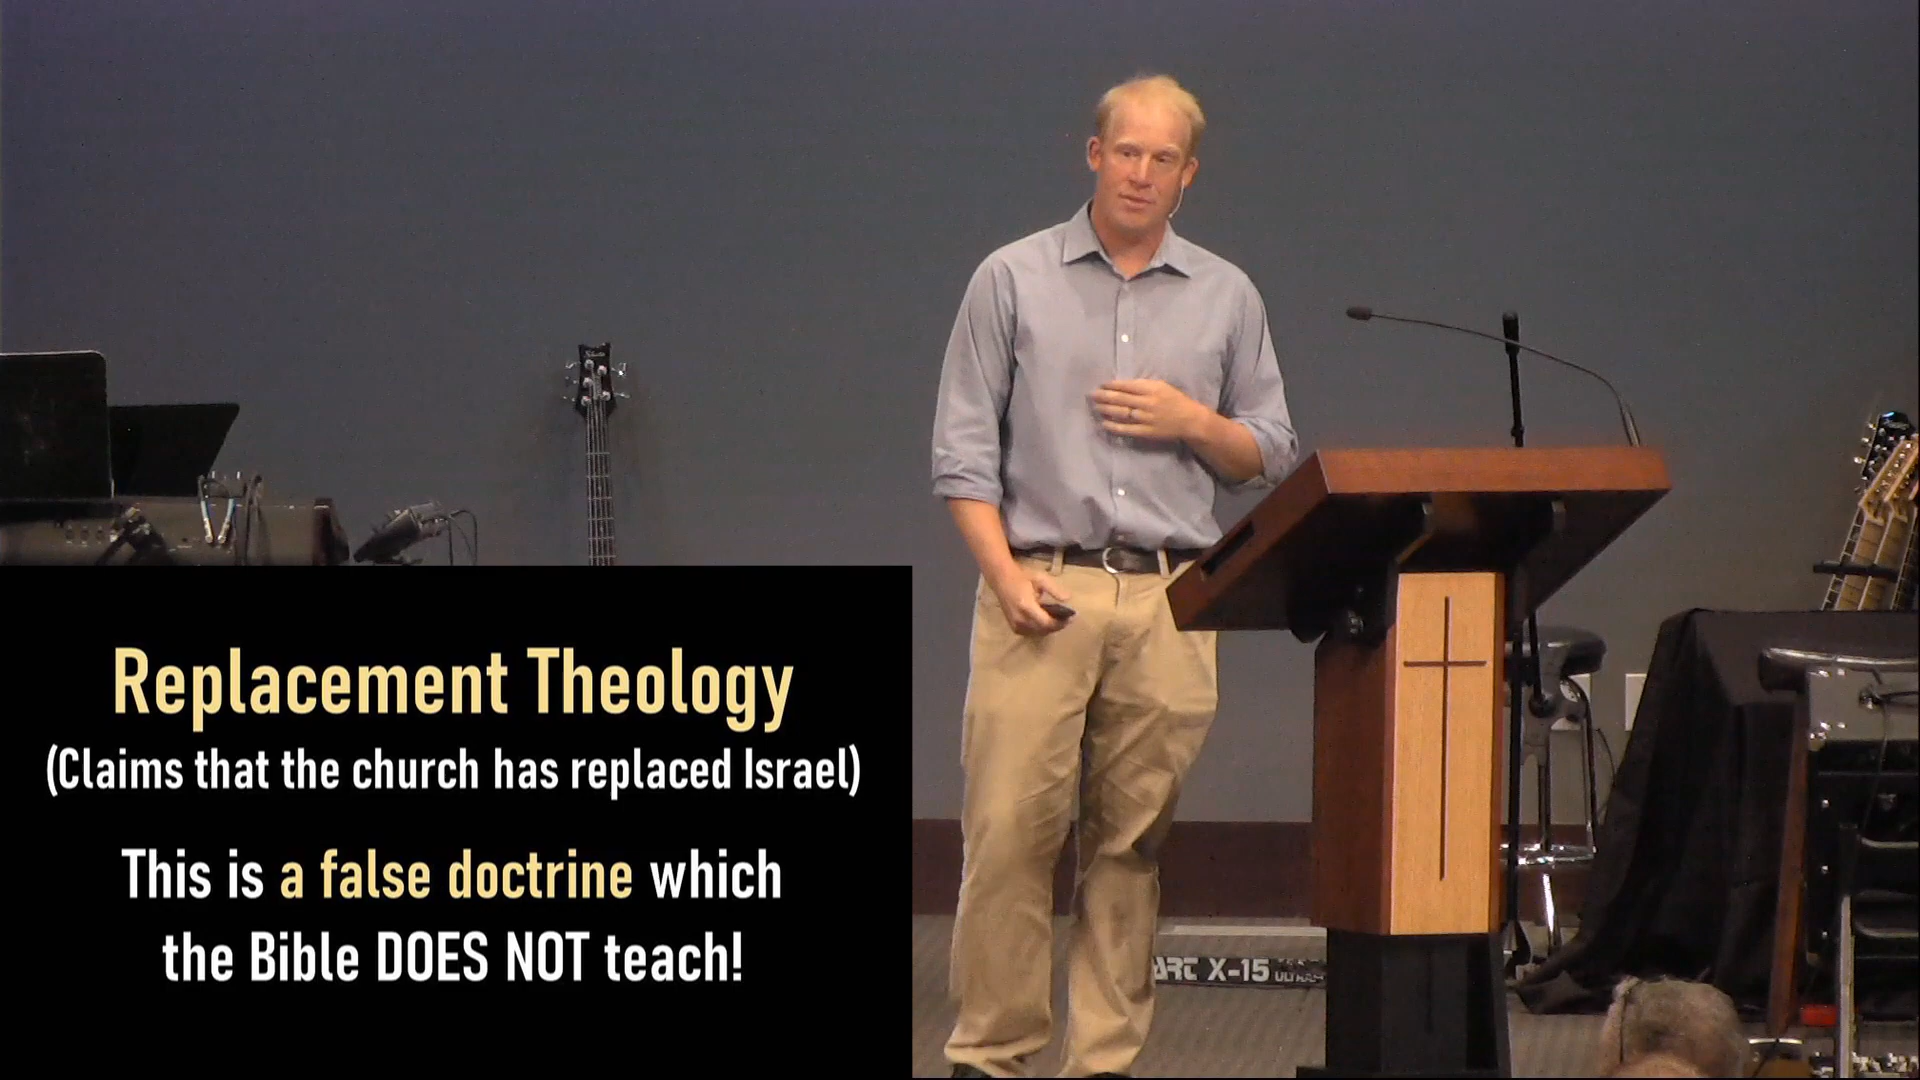 Replacement Theology
(Claims that the church has replaced Israel)
This is a false doctrine which
the Bible DOES NOT teach!
X-15